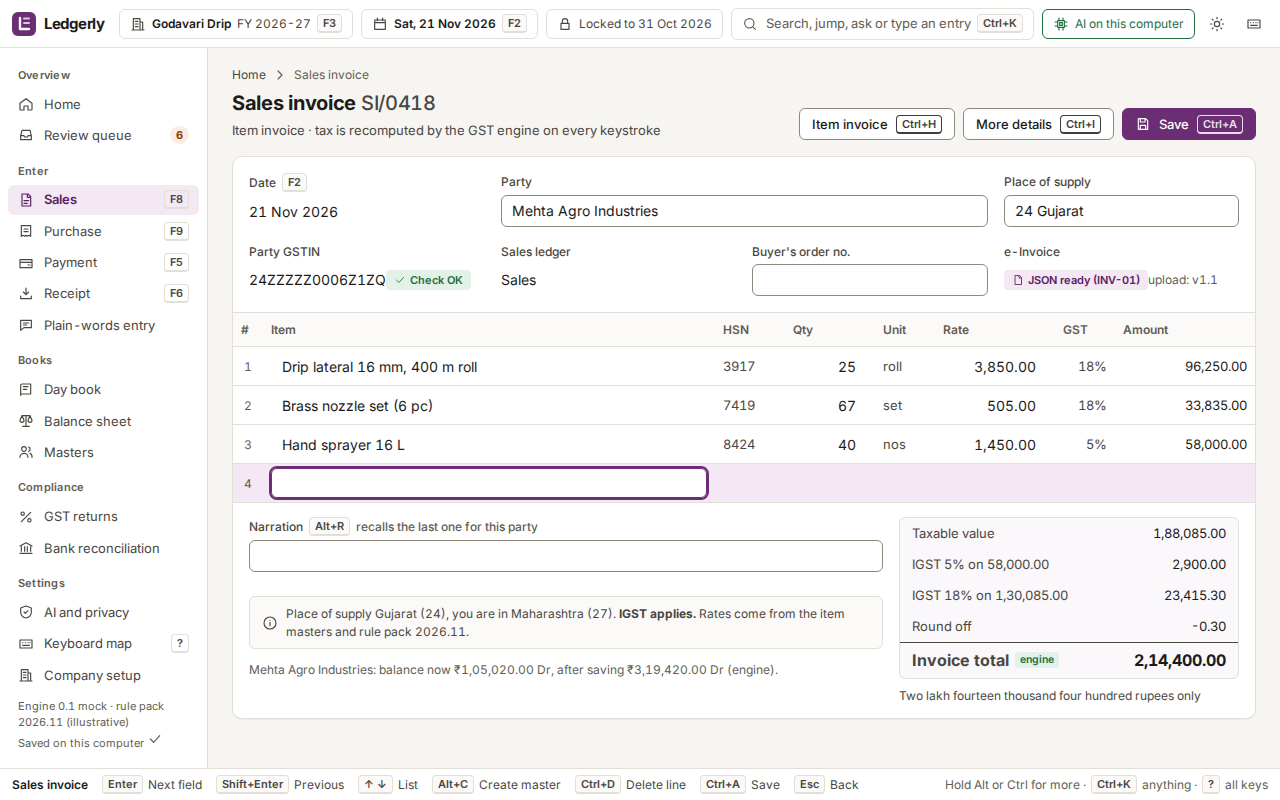 Ledgerly
Godavari Drip FY 2026-27 F3
Sat, 21 Nov 2026 F2
Locked to 31 Oct 2026
Search, jump, ask or type an entry Ctrl+K
AI on this computer
Overview
Home
Review queue 6
Enter
Sales F8
Purchase F9
Payment F5
Receipt F6
Plain-words entry
Books
Day book
Balance sheet
Masters
Compliance
GST returns
Bank reconciliation
Settings
AI and privacy
Keyboard map ?
Company setup
Engine 0.1 mock · rule pack
2026.11 (illustrative)
Saved on this computer
Home > Sales invoice
Sales invoice SI/0418
Item invoice · tax is recomputed by the GST engine on every keystroke
Item invoice Ctrl+H
More details Ctrl+I
Save Ctrl+A
Date F2
21 Nov 2026
Party
Mehta Agro Industries
Place of supply
24 Gujarat
Party GSTIN
24ZZZZZ0006Z1ZQ Check OK
Sales ledger
Sales
Buyer's order no.
e-Invoice
JSON ready (INV-01) upload: v1.1
# Item HSN Qty Unit Rate GST Amount
1 Drip lateral 16 mm, 400 m roll 3917 25 roll 3,850.00 18% 96,250.00
2 Brass nozzle set (6 pc) 7419 67 set 505.00 18% 33,835.00
3 Hand sprayer 16 L 8424 40 nos 1,450.00 5% 58,000.00
4
Narration Alt+R recalls the last one for this party
Place of supply Gujarat (24), you are in Maharashtra (27). IGST applies. Rates come from the item
masters and rule pack 2026.11.
Mehta Agro Industries: balance now ₹1,05,020.00 Dr, after saving ₹3,19,420.00 Dr (engine).
Taxable value 1,88,085.00
IGST 5% on 58,000.00 2,900.00
IGST 18% on 1,30,085.00 23,415.30
Round off -0.30
Invoice total engine 2,14,400.00
Two lakh fourteen thousand four hundred rupees only
Sales invoice Enter Next field Shift+Enter Previous ↑ ↓ List Alt+C Create master Ctrl+D Delete line Ctrl+A Save Esc Back
Hold Alt or Ctrl for more · Ctrl+K anything · ? all keys